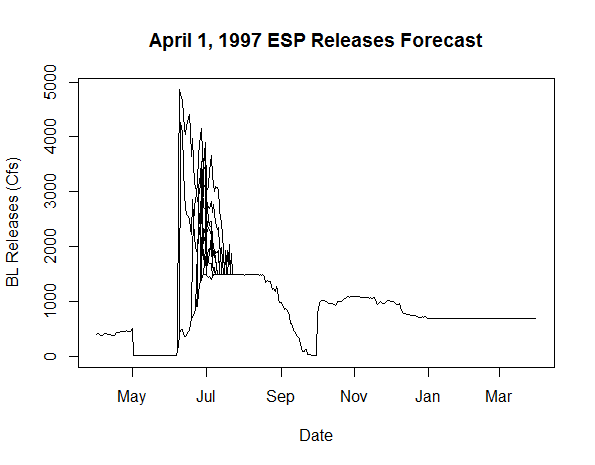 April 1, 1997 ESP Releases Forecast
BL Releases (Cfs)
5000
4000
3000
2000
1000
0
May Jul Sep Nov Jan Mar
Date